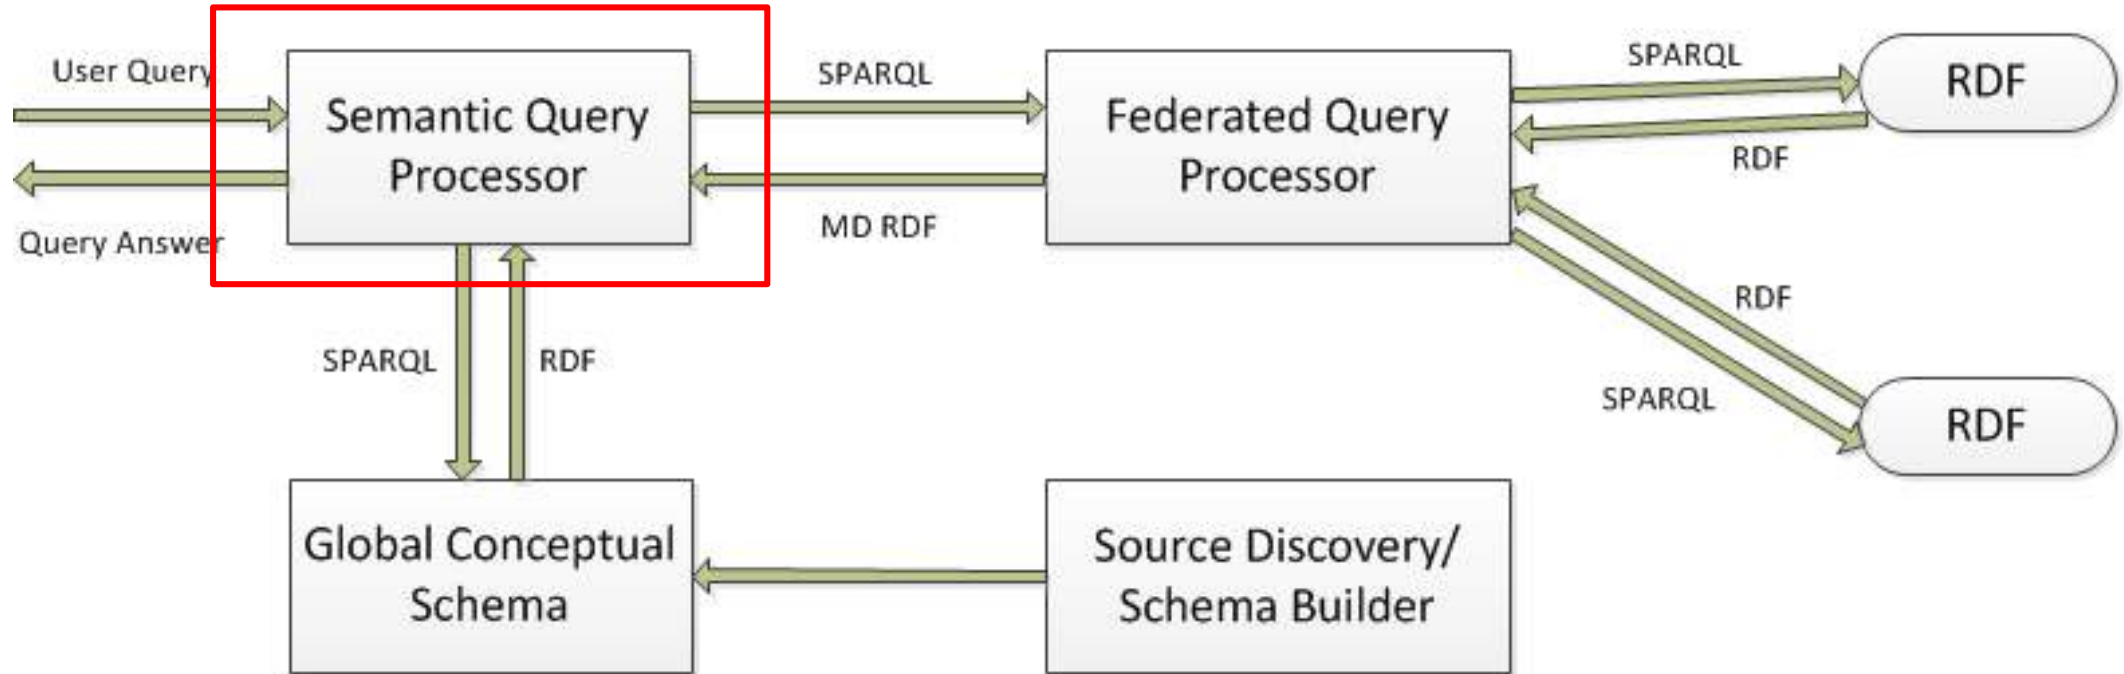 User Query
Query Answer
Semantic Query
Processor
SPARQL
MD RDF
Federated Query
Processor
SPARQL
RDF
RDF
RDF
SPARQL
RDF
SPARQL
RDF
Global Conceptual
Schema
Source Discovery/
Schema Builder